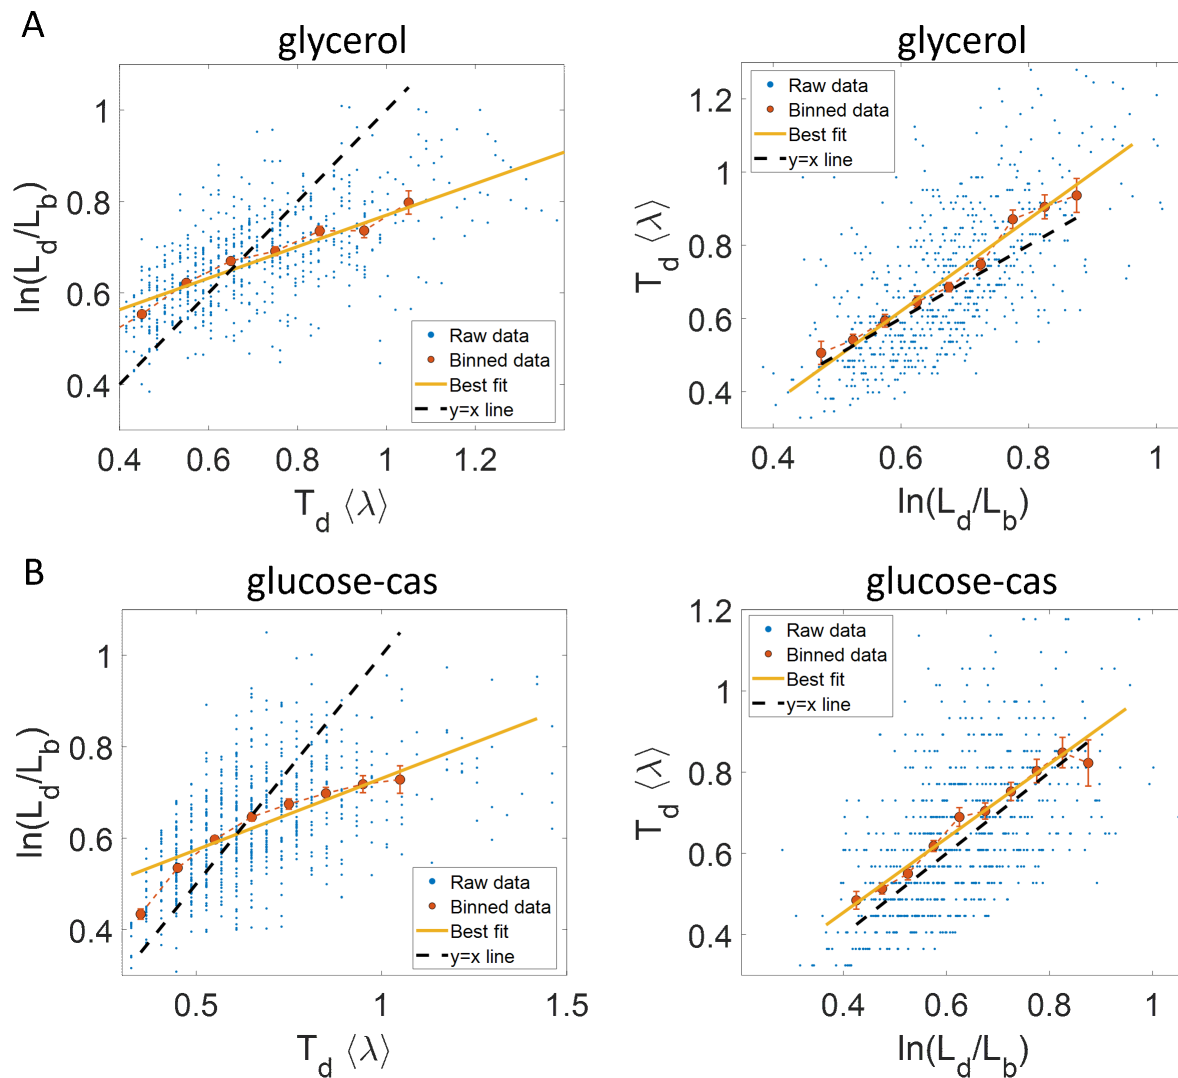 A
glycerol
ln(L_d/L_b)
1
0.8
0.6
0.4
0.4 0.6 0.8 1 1.2
T_d ⟨λ⟩
Raw data
Binned data
Best fit
y=x line
glycerol
T_d ⟨λ⟩
1.2
1
0.8
0.6
0.4
0.4 0.6 0.8 1
ln(L_d/L_b)
Raw data
Binned data
Best fit
y=x line
B
glucose-cas
ln(L_d/L_b)
1
0.8
0.6
0.4
0.5 1 1.5
T_d ⟨λ⟩
Raw data
Binned data
Best fit
y=x line
glucose-cas
T_d ⟨λ⟩
1.2
1
0.8
0.6
0.4
0.4 0.6 0.8 1
ln(L_d/L_b)
Raw data
Binned data
Best fit
y=x line